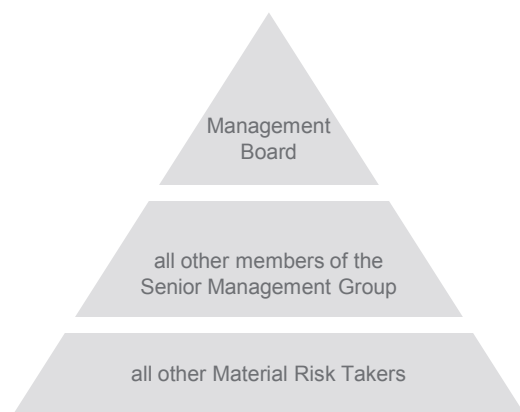 Management
Board
all other members of the
Senior Management Group
all other Material Risk Takers